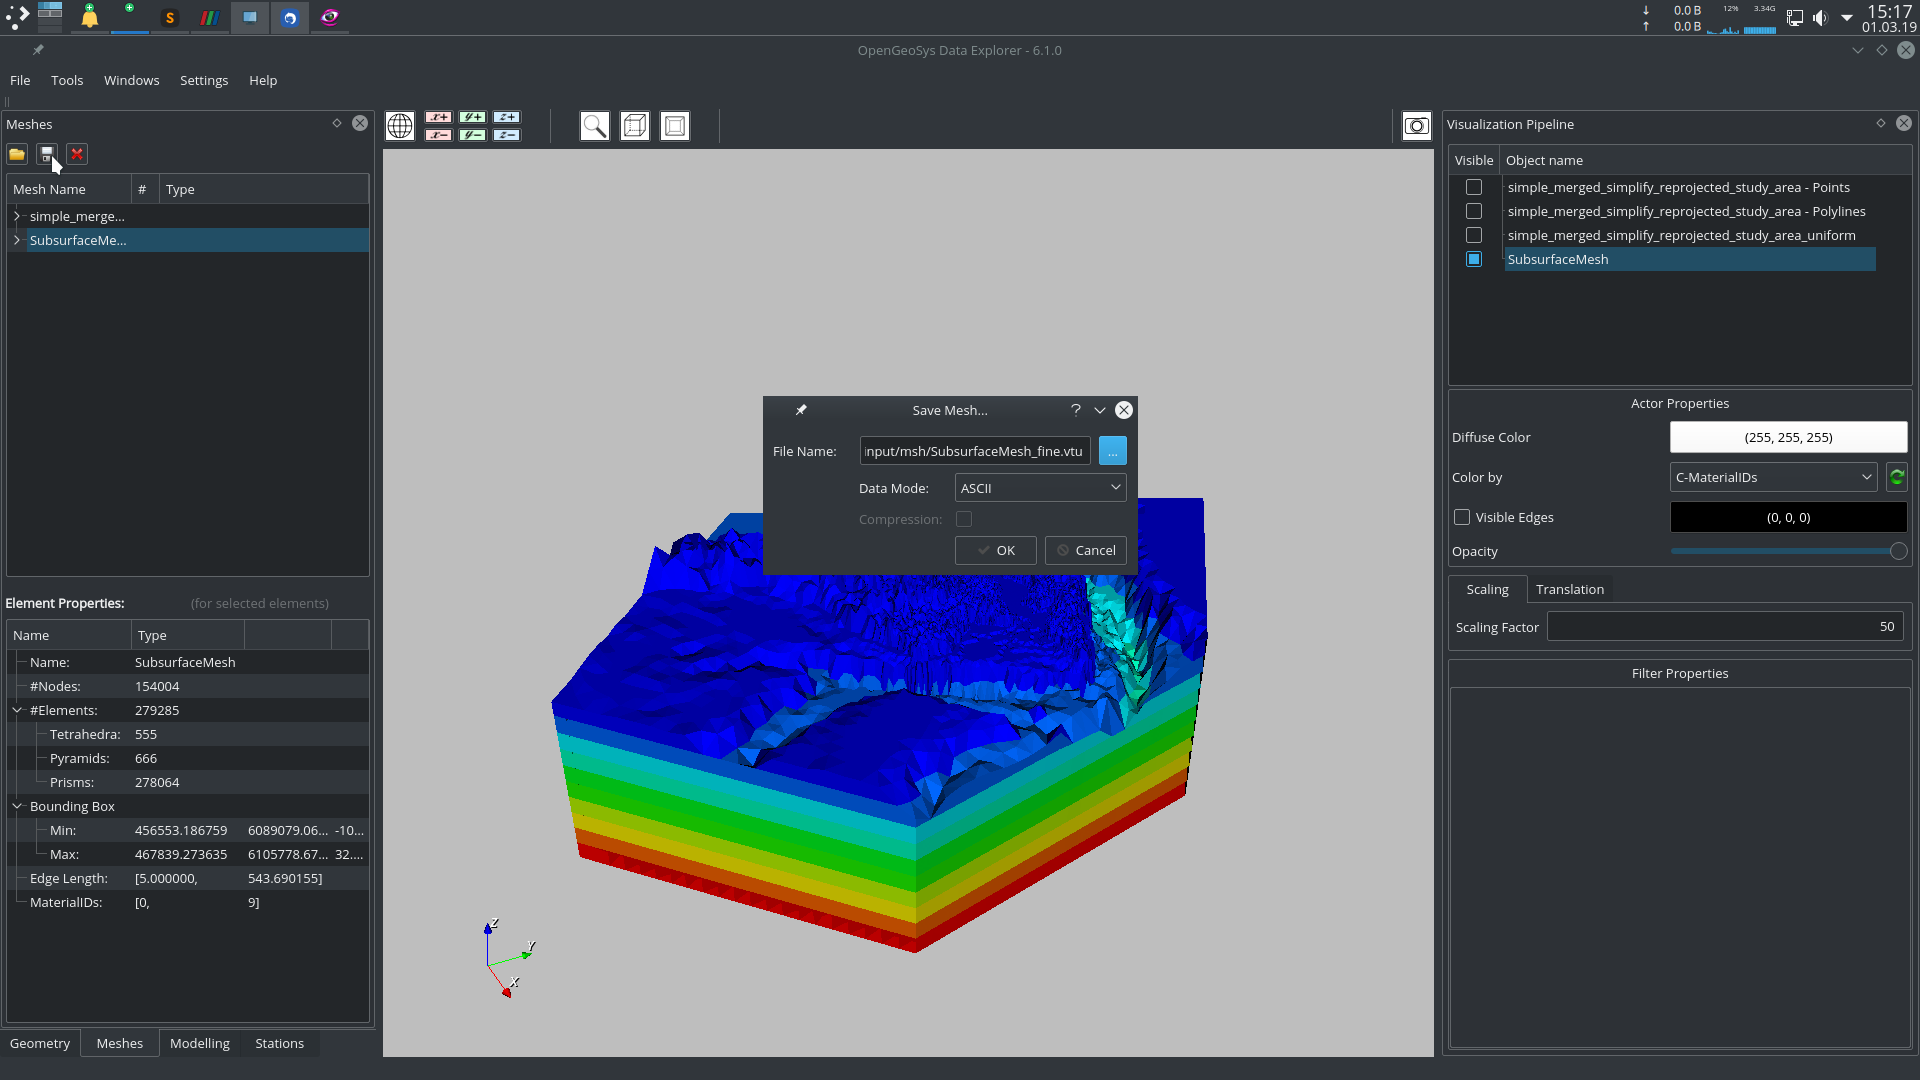 0.0 B
0.0 B
12%
3.34G
15:17
01.03.19
OpenGeoSys Data Explorer - 6.1.0
File Tools Windows Settings Help
Meshes
Mesh Name # Type
simple_merge...
SubsurfaceMe...
Element Properties: (for selected elements)
Name Type
Name: SubsurfaceMesh
#Nodes: 154004
#Elements: 279285
Tetrahedra: 555
Pyramids: 666
Prisms: 278064
Bounding Box
Min: 456553.186759 6089079.06... -10...
Max: 467839.273635 6105778.67... 32....
Edge Length: [5.000000, 543.690155]
MaterialIDs: [0, 9]
Geometry Meshes Modelling Stations
x+ y+ z+
x- y- z-
Save Mesh...
File Name: input/msh/SubsurfaceMesh_fine.vtu ...
Data Mode: ASCII
Compression:
OK Cancel
Z
Y
X
Visualization Pipeline
Visible Object name
simple_merged_simplify_reprojected_study_area - Points
simple_merged_simplify_reprojected_study_area - Polylines
simple_merged_simplify_reprojected_study_area_uniform
SubsurfaceMesh
Actor Properties
Diffuse Color (255, 255, 255)
Color by C-MaterialIDs
Visible Edges (0, 0, 0)
Opacity
Scaling Translation
Scaling Factor 50
Filter Properties